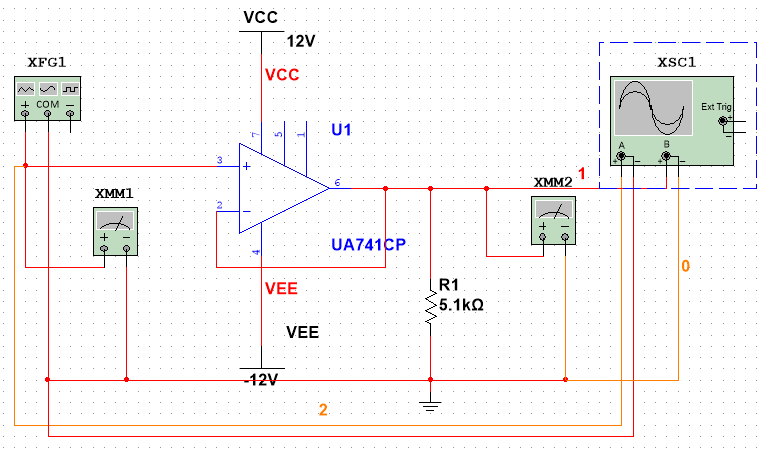 VCC
12V
XFG1
VCC
XSC1
COM
+
-
Ext Trig
+
-
U1
7
5
1
A
B
+
-
+
-
3
+
1
XMM1
6
XMM2
2
-
+
-
+
-
4
UA741CP
0
VEE
R1
5.1kΩ
VEE
-12V
2